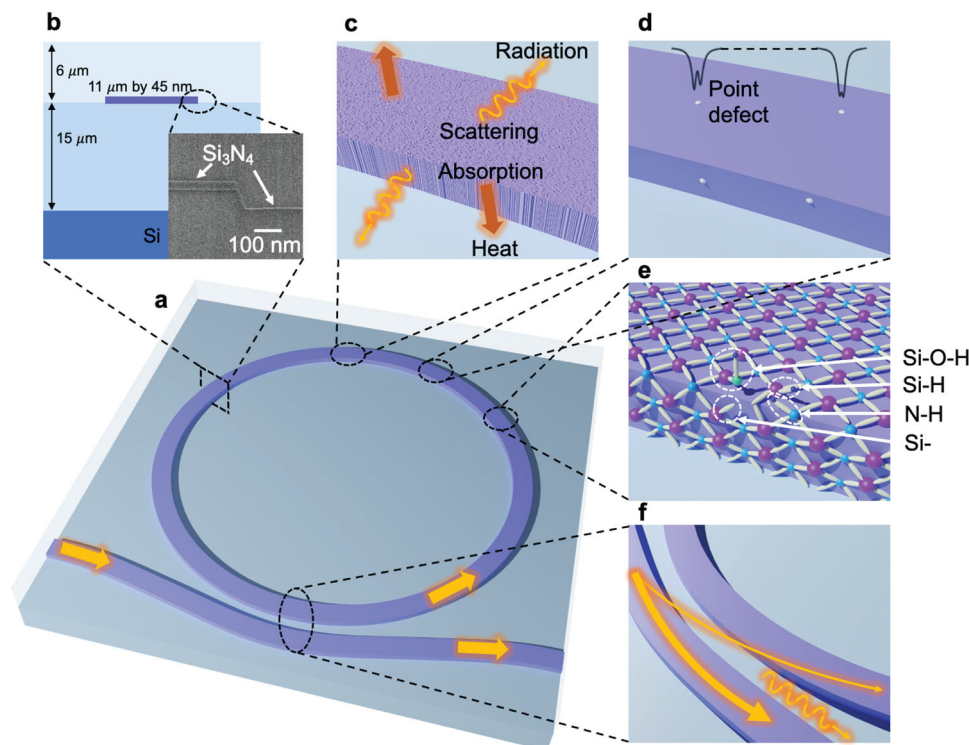 b
6 μm
11 μm by 45 nm
15 μm
Si₃N₄
Si
100 nm
c
Radiation
Scattering
Absorption
Heat
d
Point
defect
a
e
Si-O-H
Si-H
N-H
Si-
f